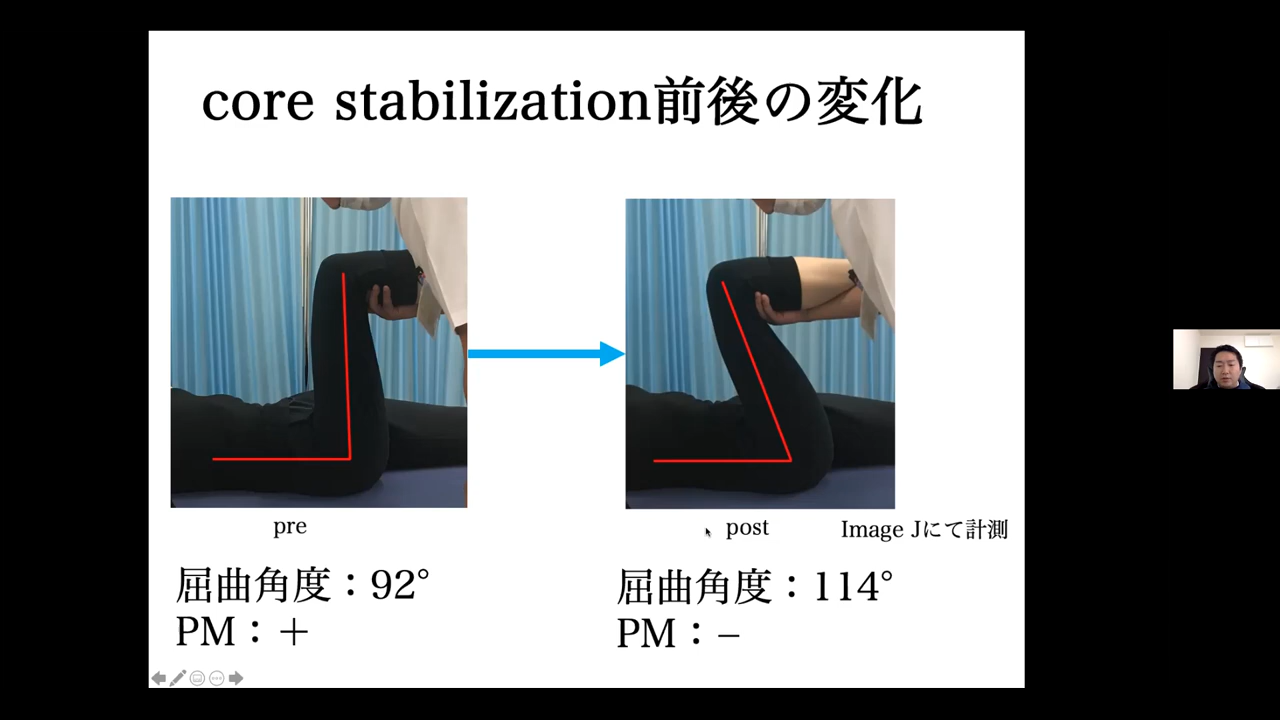 core stabilization前後の変化
pre
post
Image Jにて計測
屈曲角度：92°
PM：＋
屈曲角度：114°
PM：−